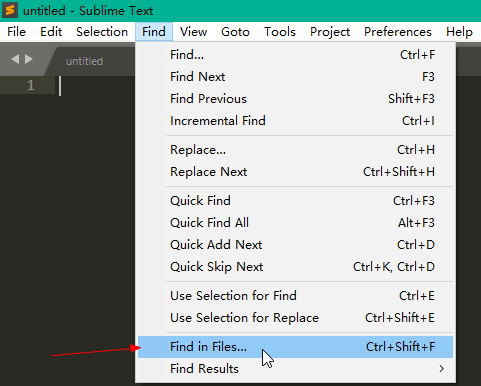 untitled - Sublime Text
File Edit Selection Find View Goto Tools Project Preferences Help
untitled
1
Find... Ctrl+F
Find Next F3
Find Previous Shift+F3
Incremental Find Ctrl+I
Replace... Ctrl+H
Replace Next Ctrl+Shift+H
Quick Find Ctrl+F3
Quick Find All Alt+F3
Quick Add Next Ctrl+D
Quick Skip Next Ctrl+K, Ctrl+D
Use Selection for Find Ctrl+E
Use Selection for Replace Ctrl+Shift+E
Find in Files... Ctrl+Shift+F
Find Results